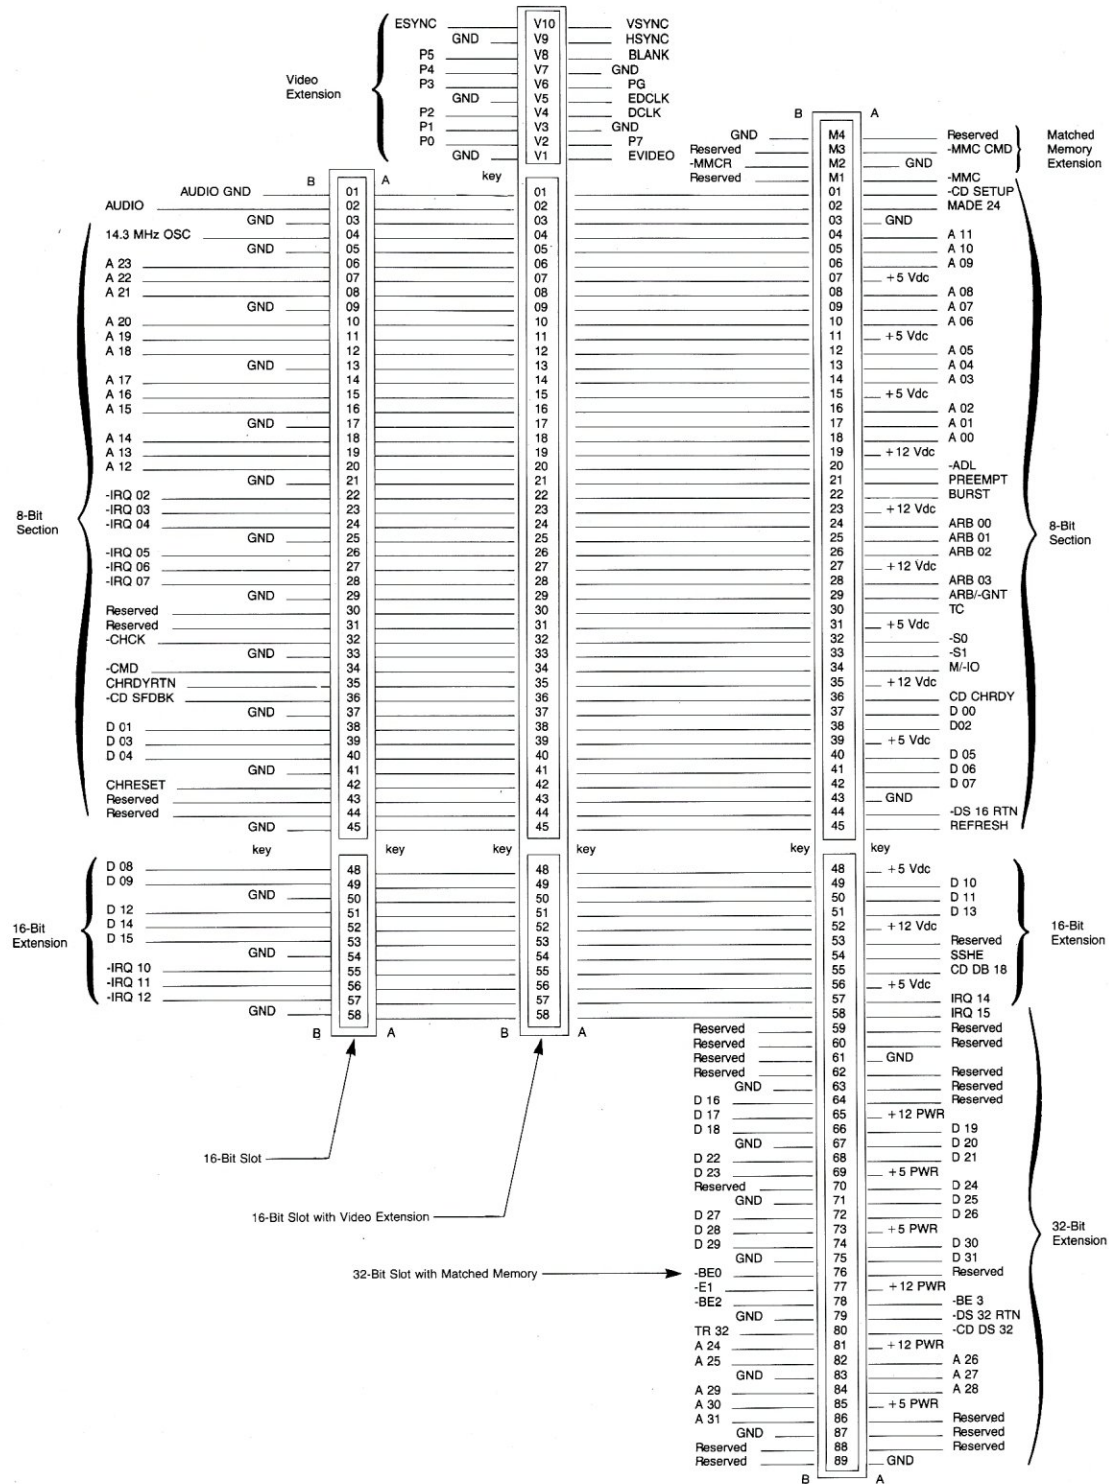 ESYNC V10 VSYNC
GND V9 HSYNC
P5 V8 BLANK
P4 V7 GND
P3 V6 PG
GND V5 EDCLK
P2 V4 DCLK
P1 V3 GND
P0 V2 P7
GND V1 EVIDEO
Video
Extension
B A
GND M4 Reserved
Reserved M3 -MMC CMD
-MMCR M2 GND
Reserved M1 -MMC
Matched
Memory
Extension
B A key
AUDIO GND 01 01 01 -CD SETUP
AUDIO 02 02 02 MADE 24
GND 03 03 03 GND
14.3 MHz OSC 04 04 04 A 11
GND 05 05 05 A 10
A 23 06 06 06 A 09
A 22 07 07 07 +5 Vdc
A 21 08 08 08 A 08
GND 09 09 09 A 07
A 20 10 10 10 A 06
A 19 11 11 11 +5 Vdc
A 18 12 12 12 A 05
GND 13 13 13 A 04
A 17 14 14 14 A 03
A 16 15 15 15 +5 Vdc
A 15 16 16 16 A 02
GND 17 17 17 A 01
A 14 18 18 18 A 00
A 13 19 19 19 +12 Vdc
A 12 20 20 20 -ADL
GND 21 21 21 PREEMPT
-IRQ 02 22 22 22 BURST
-IRQ 03 23 23 23 +12 Vdc
-IRQ 04 24 24 24 ARB 00
GND 25 25 25 ARB 01
-IRQ 05 26 26 26 ARB 02
-IRQ 06 27 27 27 +12 Vdc
-IRQ 07 28 28 28 ARB 03
GND 29 29 29 ARB/-GNT
Reserved 30 30 30 TC
Reserved 31 31 31 +5 Vdc
-CHCK 32 32 32 -S0
GND 33 33 33 -S1
-CMD 34 34 34 M/-IO
CHRDYRTN 35 35 35 +12 Vdc
-CD SFDBK 36 36 36 CD CHRDY
GND 37 37 37 D 00
D 01 38 38 38 D02
D 03 39 39 39 +5 Vdc
D 04 40 40 40 D 05
GND 41 41 41 D 06
CHRESET 42 42 42 D 07
Reserved 43 43 43 GND
Reserved 44 44 44 -DS 16 RTN
GND 45 45 45 REFRESH
8-Bit
Section
8-Bit
Section
key key key key key
D 08 48 48 48 +5 Vdc
D 09 49 49 49 D 10
GND 50 50 50 D 11
D 12 51 51 51 D 13
D 14 52 52 52 +12 Vdc
D 15 53 53 53 Reserved
GND 54 54 54 SSHE
-IRQ 10 55 55 55 CD DB 18
-IRQ 11 56 56 56 +5 Vdc
-IRQ 12 57 57 57 IRQ 14
GND 58 58 58 IRQ 15
16-Bit
Extension
16-Bit
Extension
B A B A
Reserved 59 Reserved
Reserved 60 Reserved
Reserved 61 GND
Reserved 62 Reserved
GND 63 Reserved
D 16 64 Reserved
D 17 65 +12 PWR
D 18 66 D 19
GND 67 D 20
D 22 68 D 21
D 23 69 +5 PWR
Reserved 70 D 24
GND 71 D 25
D 27 72 D 26
D 28 73 +5 PWR
D 29 74 D 30
GND 75 D 31
-BE0 76 Reserved
-E1 77 +12 PWR
-BE2 78 -BE 3
GND 79 -DS 32 RTN
TR 32 80 -CD DS 32
A 24 81 +12 PWR
A 25 82 A 26
GND 83 A 27
A 29 84 A 28
A 30 85 +5 PWR
A 31 86 Reserved
GND 87 Reserved
Reserved 88 Reserved
Reserved 89 GND
B A
32-Bit
Extension
16-Bit Slot
16-Bit Slot with Video Extension
32-Bit Slot with Matched Memory